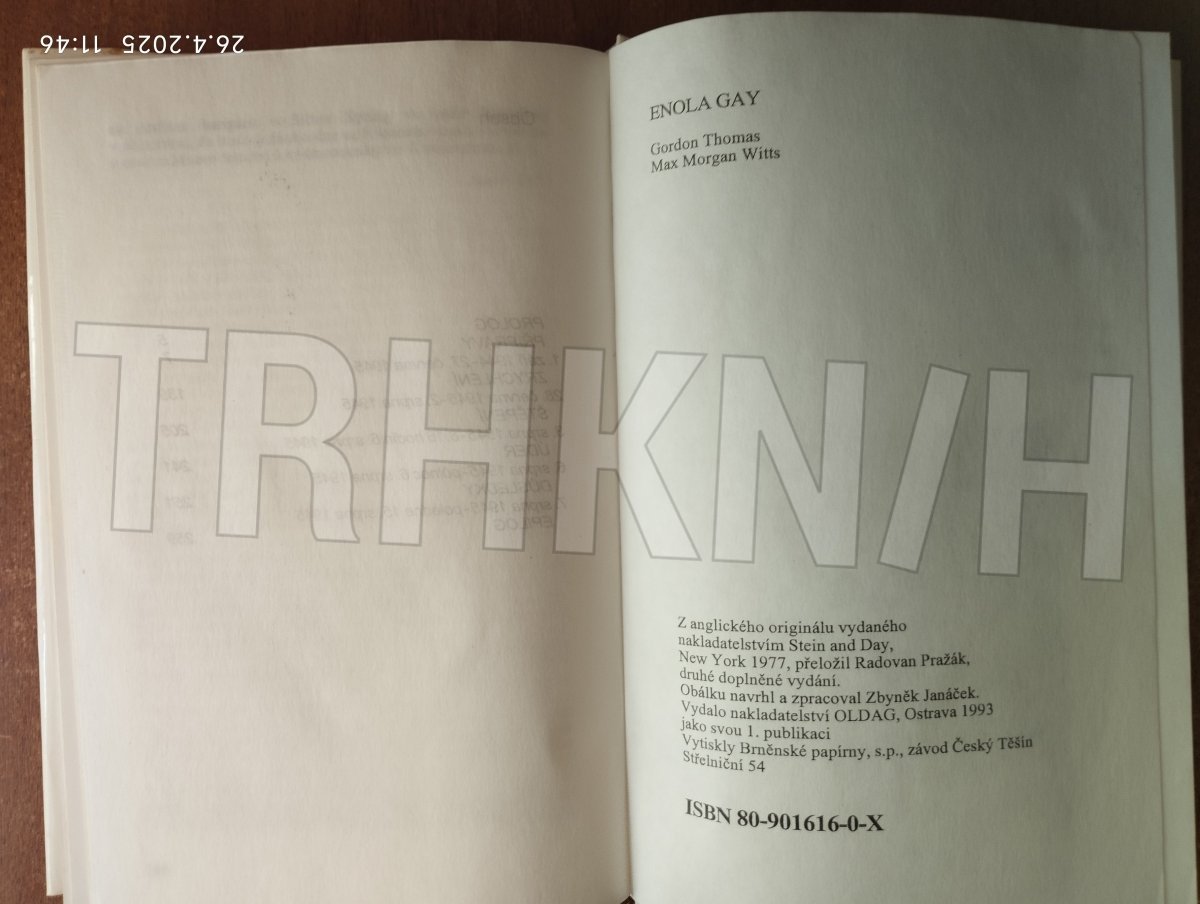 26.4.2025 11:46
ENOLA GAY
Gordon Thomas
Max Morgan Witts
TRHKN/H
Z anglického originálu vydaného
nakladatelstvím Stein and Day,
New York 1977, přeložil Radovan Pražák,
druhé doplněné vydání.
Obálku navrhl a zpracoval Zbyněk Janáček.
Vydalo nakladatelství OLDAG, Ostrava 1993
jako svou 1. publikaci
Vytiskly Brněnské papírny, s.p., závod Český Těšín
Střelniční 54
ISBN 80-901616-0-X